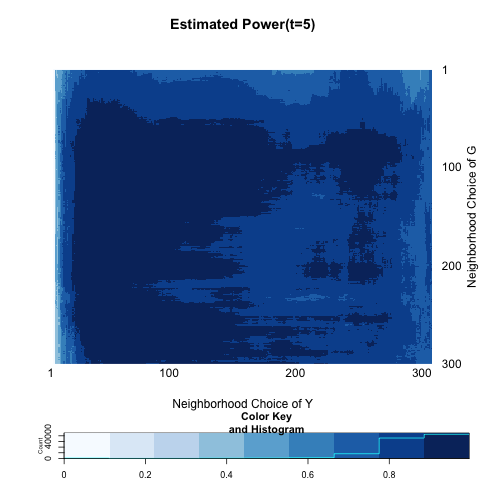 Estimated Power(t=5)
1
100
200
300
Neighborhood Choice of G
1 100 200 300
Neighborhood Choice of Y
Color Key
and Histogram
Count
0 40000
0 0.2 0.4 0.6 0.8